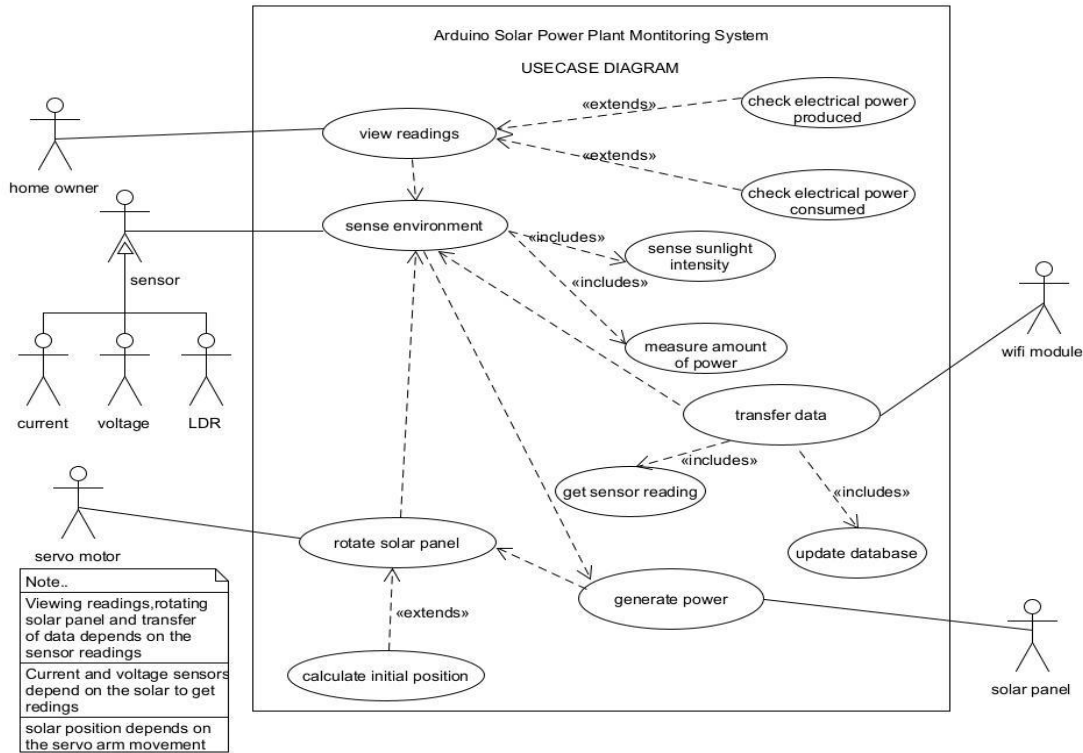 Arduino Solar Power Plant Montitoring System
USECASE DIAGRAM
«extends»
check electrical power
produced
view readings
home owner
«extends»
check electrical power
consumed
sense environment
«includes»
sense sunlight
intensity
sensor
«includes»
measure amount
of power
wifi module
current
voltage
LDR
transfer data
«includes»
get sensor reading
«includes»
servo motor
rotate solar panel
update database
generate power
«extends»
calculate initial position
solar panel
Note..
Viewing readings,rotating
solar panel and transfer
of data depends on the
sensor readings
Current and voltage sensors
depend on the solar to get
redings
solar position depends on
the servo arm movement